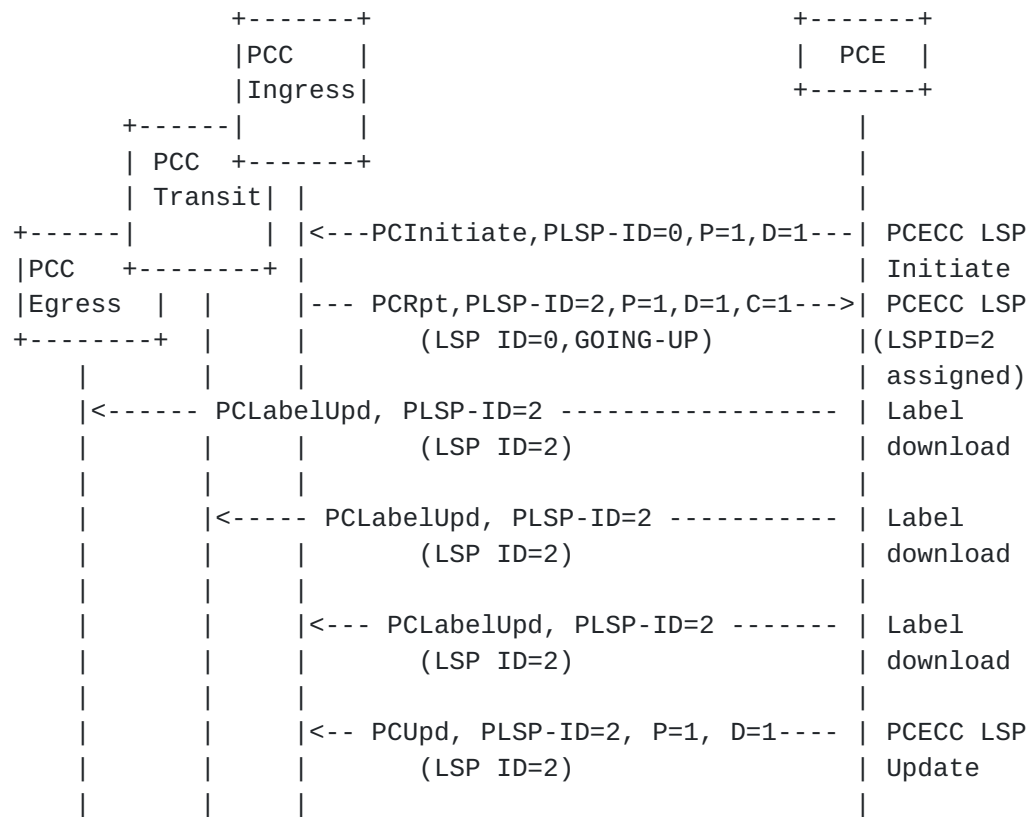 +-------+                           +-------+
|PCC    |                           |  PCE  |
|Ingress|                           +-------+
+------|       |                               |
| PCC  +-------+                               |
| Transit| |                                   |
+------|        | |<---PCInitiate,PLSP-ID=0,P=1,D=1---| PCECC LSP
|PCC   +--------+ |                                   | Initiate
|Egress  | |      |--- PCRpt,PLSP-ID=2,P=1,D=1,C=1--->| PCECC LSP
+--------+ |      |       (LSP ID=0,GOING-UP)         |(LSPID=2
|      |     |                                   | assigned)
|<------ PCLabelUpd, PLSP-ID=2 ------------------ | Label
|      |     |       (LSP ID=2)                  | download
|      |     |                                   |
|      |<----- PCLabelUpd, PLSP-ID=2 ----------- | Label
|      |     |       (LSP ID=2)                  | download
|      |     |                                   |
|      |     |<--- PCLabelUpd, PLSP-ID=2 ------- | Label
|      |     |       (LSP ID=2)                  | download
|      |     |                                   |
|      |     |<-- PCUpd, PLSP-ID=2, P=1, D=1---- | PCECC LSP
|      |     |       (LSP ID=2)                  | Update
|      |     |                                   |